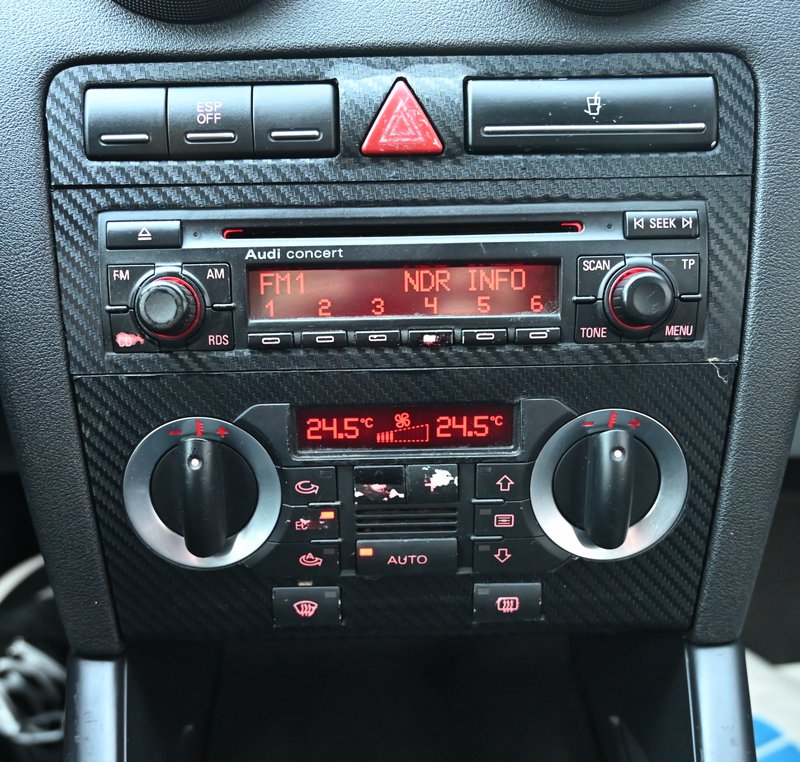 ESP
OFF
SEEK
Audi concert
FM
AM
FM1 NDR INFO
1 2 3 4 5 6
CD
RDS
SCAN
TP
TONE
MENU
- +
24.5°C 24.5°C
- +
AUTO